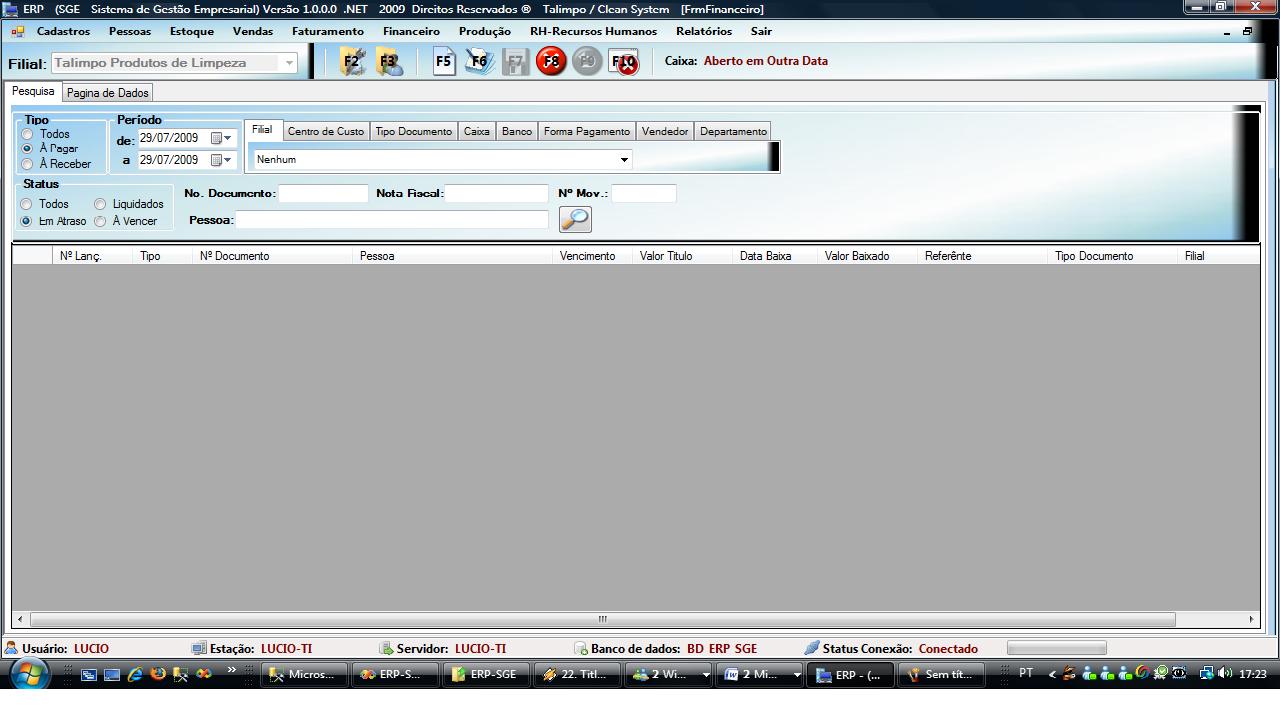 ERP (SGE Sistema de Gestão Empresarial) Versão 1.0.0.0 .NET 2009 Direitos Reservados ® Talimpo / Clean System [FrmFinanceiro]
Cadastros Pessoas Estoque Vendas Faturamento Financeiro Produção RH-Recursos Humanos Relatórios Sair
Filial: Talimpo Produtos de Limpeza F2 F3 F5 F6 F7 F8 F9 F10 Caixa: Aberto em Outra Data
Pesquisa Pagina de Dados
Tipo Período
Todos de: 29/07/2009 Filial Centro de Custo Tipo Documento Caixa Banco Forma Pagamento Vendedor Departamento
À Pagar
À Receber a 29/07/2009 Nenhum
Status
No. Documento: Nota Fiscal: Nº Mov.:
Todos Liquidados
Em Atraso À Vencer Pessoa:
Nº Lanç. Tipo Nº Documento Pessoa Vencimento Valor Titulo Data Baixa Valor Baixado Referênte Tipo Documento Filial
Usuário: LUCIO Estação: LUCIO-TI Servidor: LUCIO-TI Banco de dados: BD ERP SGE Status Conexão: Conectado
Micros... ERP-S... ERP-SGE 22. Titl... 2 Wi... 2 Mi... ERP - (... Sem tít... PT 17:23